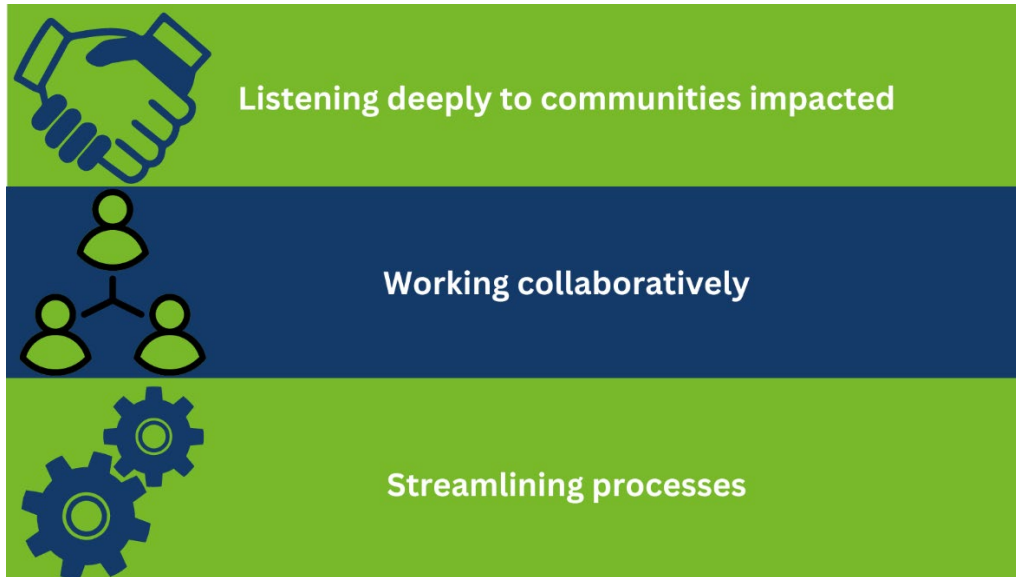 Listening deeply to communities impacted
Working collaboratively
Streamlining processes